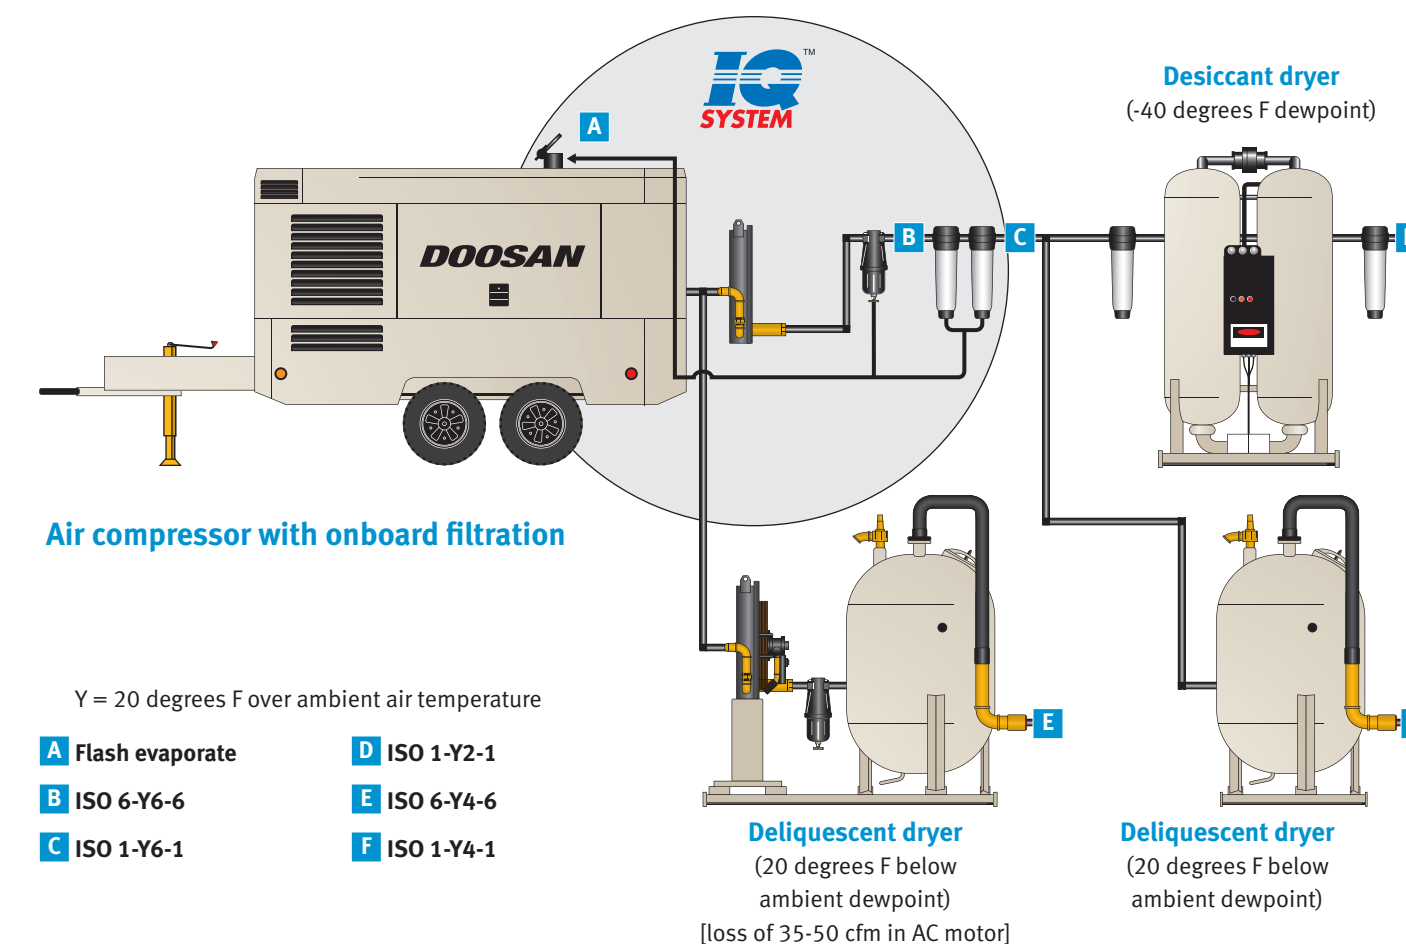 IQ™
SYSTEM
A
DOOSAN
B
C
Desiccant dryer
(-40 degrees F dewpoint)
Air compressor with onboard filtration
Y = 20 degrees F over ambient air temperature
A Flash evaporate
B ISO 6-Y6-6
C ISO 1-Y6-1
D ISO 1-Y2-1
E ISO 6-Y4-6
F ISO 1-Y4-1
E
Deliquescent dryer
(20 degrees F below
ambient dewpoint)
[loss of 35-50 cfm in AC motor]
Deliquescent dryer
(20 degrees F below
ambient dewpoint)